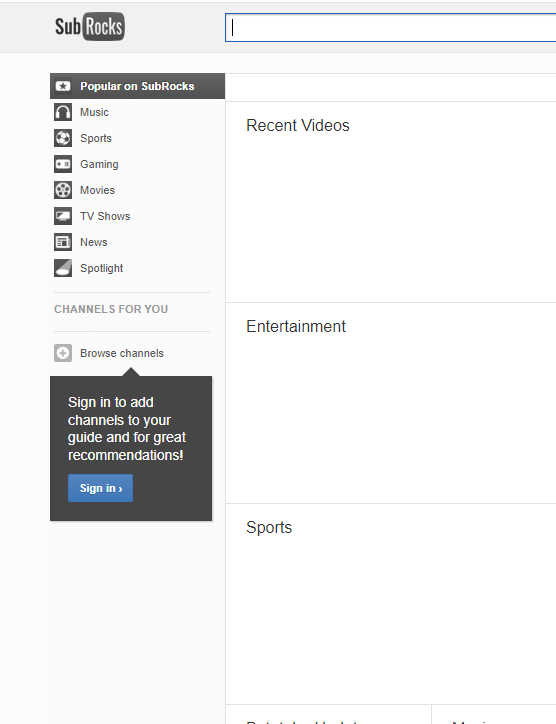 SubRocks
Popular on SubRocks
Music
Sports
Gaming
Movies
TV Shows
News
Spotlight
CHANNELS FOR YOU
Browse channels
Sign in to add
channels to your
guide and for great
recommendations!
Sign in ›
Recent Videos
Entertainment
Sports